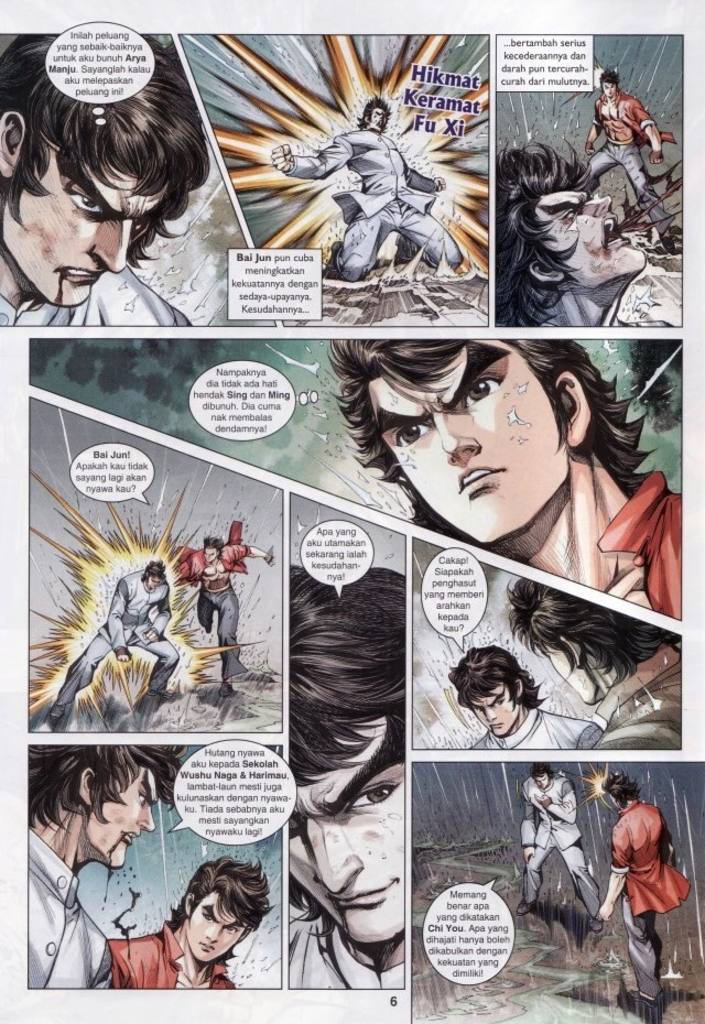 Inilah peluang
yang sebaik-baiknya
untuk aku bunuh Arya
Manju. Sayanglah kalau
aku melepaskan
peluang ini!
Hikmat
Keramat
Fu Xi
Bai Jun pun cuba
meningkatkan
kekuatannya dengan
sedaya-upayanya.
Kesudahannya...
...bertambah serius
kecederaannya dan
darah pun tercurah-
curah dari mulutnya.
Nampaknya
dia tidak ada hati
hendak Sing dan Ming
dibunuh. Dia cuma
nak membalas
dendamnya!
Bai Jun!
Apakah kau tidak
sayang lagi akan
nyawa kau?
Apa yang
aku utamakan
sekarang ialah
kesudahan-
nya!
Cakap!
Siapakah
penghasut
yang memberi
arahkan
kepada
kau?
Hutang nyawa
aku kepada Sekolah
Wushu Naga & Harimau,
lambat-laun mesti juga
kulunaskan dengan nyawa-
ku. Tiada sebabnya aku
mesti sayangkan
nyawaku lagi!
Memang
benar apa
yang dikatakan
Chi You. Apa yang
dihajati hanya boleh
dikabulkan dengan
kekuatan yang
dimiliki!
6